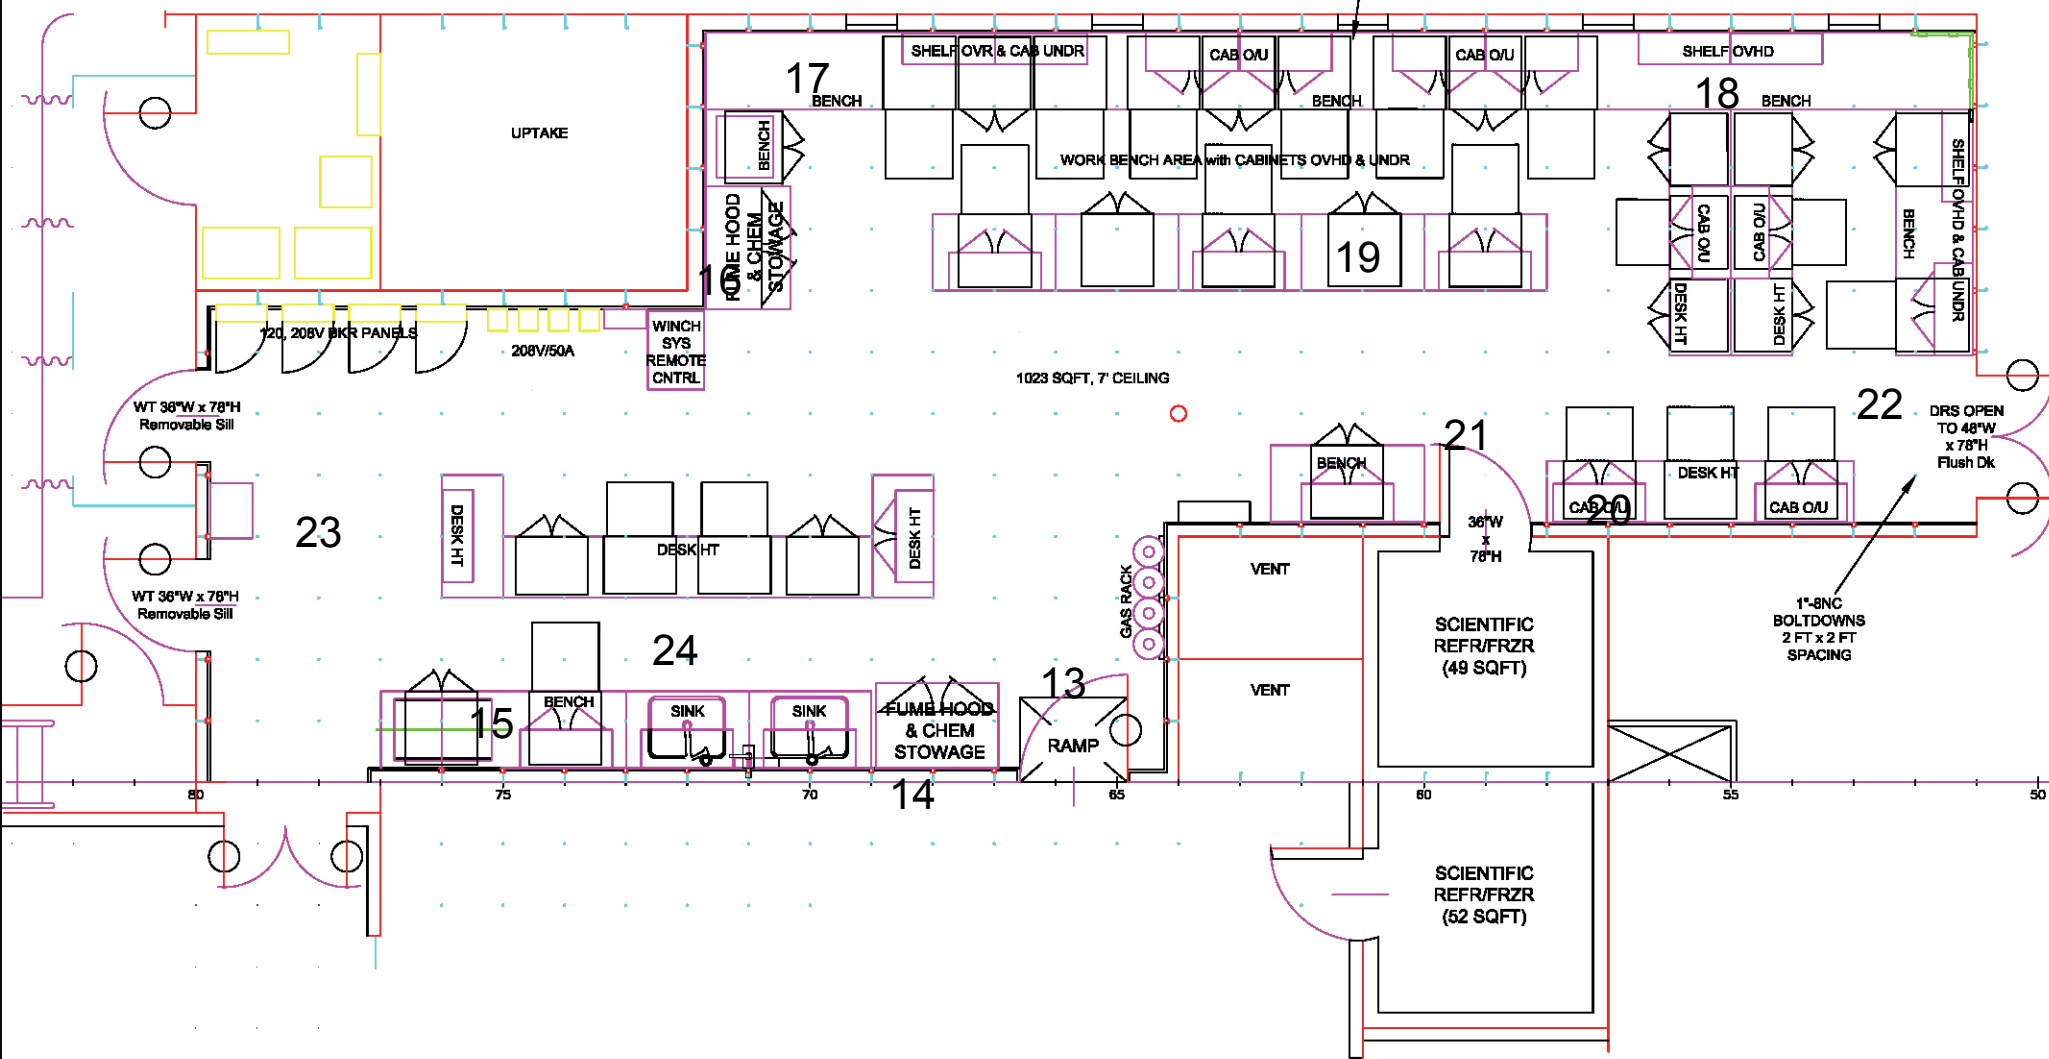 SHELF OVR & CAB UNDR
CAB O/U
CAB O/U
SHELF OVHD
17
BENCH
BENCH
18
BENCH
UPTAKE
BENCH
WORK BENCH AREA with CABINETS OVHD & UNDR
SHELF OVHD & CAB UNDR
FUME HOOD
& CHEM
STOWAGE
16
19
CAB O/U
CAB O/U
BENCH
DESK HT
DESK HT
120, 208V BKR PANELS
208V/50A
WINCH
SYS
REMOTE
CNTRL
1023 SQFT, 7' CEILING
WT 36"W x 78"H
Removable Sill
22
DRS OPEN
TO 48"W
x 78"H
Flush Dk
21
BENCH
DESK HT
CAB O/U
20
CAB O/U
36"W
x
78"H
23
DESK HT
DESK HT
DESK HT
VENT
GAS RACK
WT 36"W x 78"H
Removable Sill
1"-8NC
BOLTDOWNS
2 FT x 2 FT
SPACING
SCIENTIFIC
REFR/FRZR
(49 SQFT)
24
VENT
13
15
BENCH
SINK
SINK
FUME HOOD
& CHEM
STOWAGE
RAMP
14
80
75
70
65
60
55
50
SCIENTIFIC
REFR/FRZR
(52 SQFT)